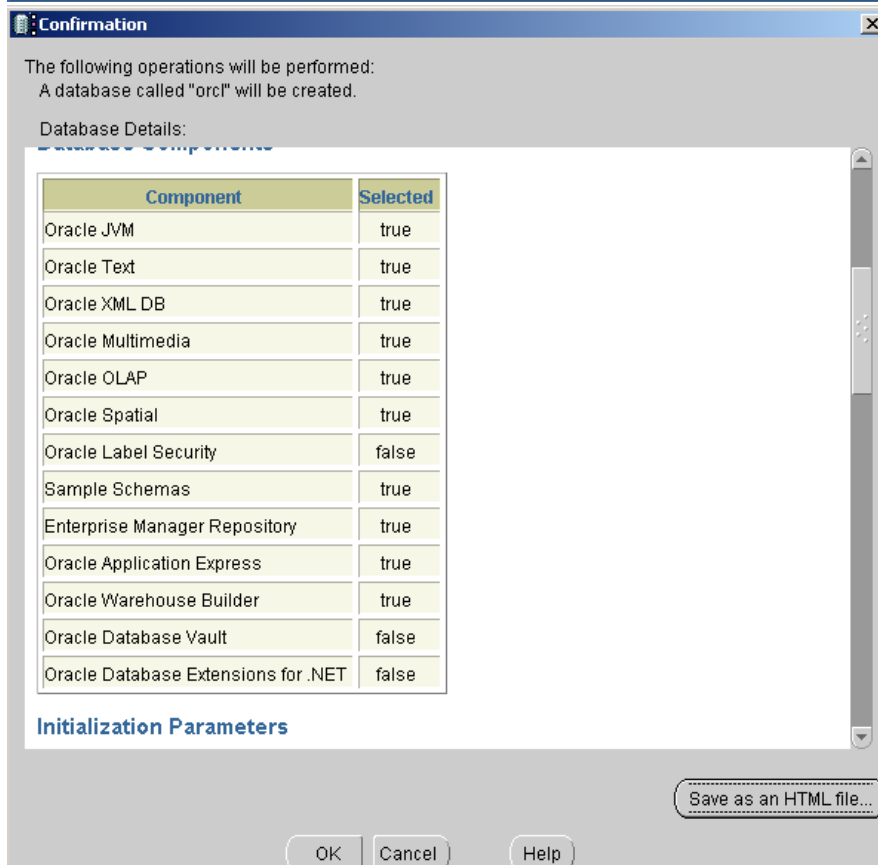 Confirmation
The following operations will be performed:
A database called "orcl" will be created.
Database Details:
Database Components
Component Selected
Oracle JVM true
Oracle Text true
Oracle XML DB true
Oracle Multimedia true
Oracle OLAP true
Oracle Spatial true
Oracle Label Security false
Sample Schemas true
Enterprise Manager Repository true
Oracle Application Express true
Oracle Warehouse Builder true
Oracle Database Vault false
Oracle Database Extensions for .NET false
Initialization Parameters
Save as an HTML file...
OK Cancel Help